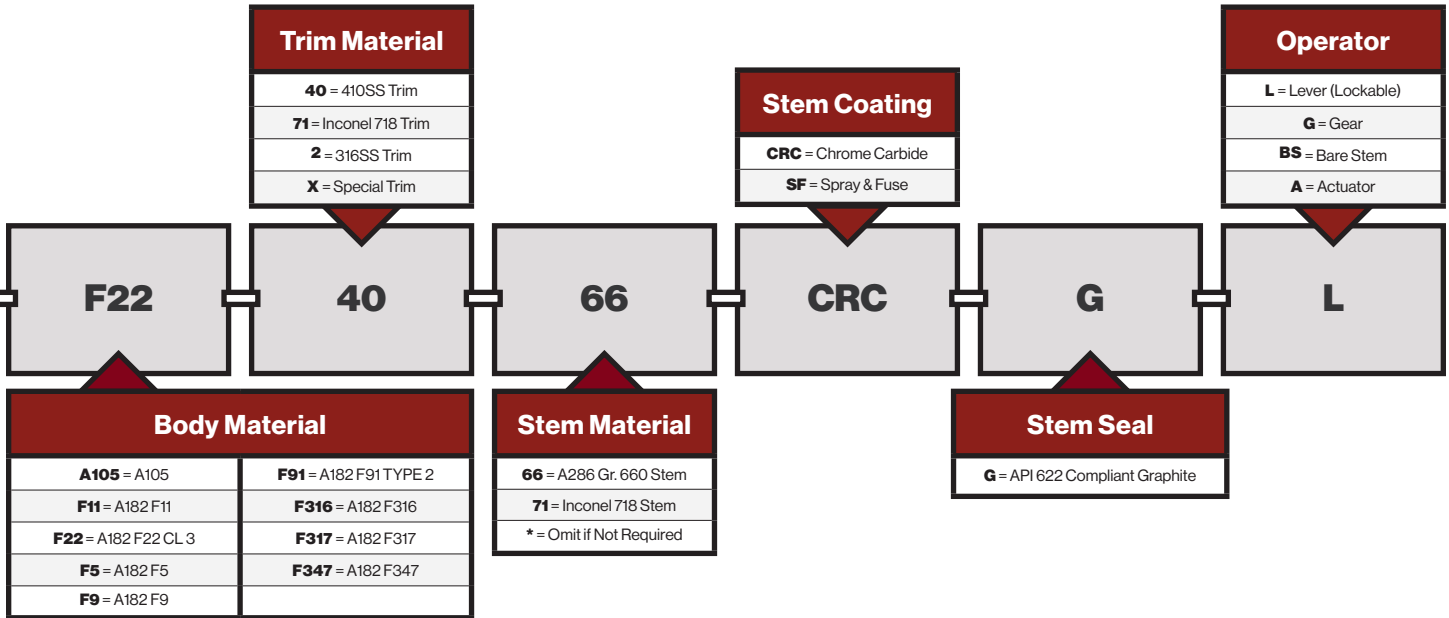 Trim Material
40 = 410SS Trim
71 = Inconel 718 Trim
2 = 316SS Trim
X = Special Trim
Stem Coating
CRC = Chrome Carbide
SF = Spray & Fuse
Operator
L = Lever (Lockable)
G = Gear
BS = Bare Stem
A = Actuator
F22
40
66
CRC
G
L
Body Material
A105 = A105
F11 = A182 F11
F22 = A182 F22 CL 3
F5 = A182 F5
F9 = A182 F9
F91 = A182 F91 TYPE 2
F316 = A182 F316
F317 = A182 F317
F347 = A182 F347
Stem Material
66 = A286 Gr. 660 Stem
71 = Inconel 718 Stem
* = Omit if Not Required
Stem Seal
G = API 622 Compliant Graphite